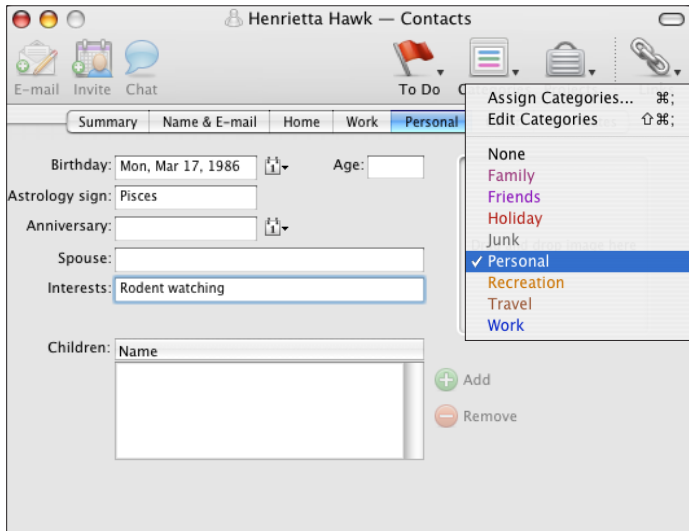 Henrietta Hawk — Contacts
E-mail Invite Chat To Do
Assign Categories... ⌘;
Edit Categories ⇧⌘;
None
Family
Friends
Holiday
Junk
✓ Personal
Recreation
Travel
Work
Summary Name & E-mail Home Work Personal
Birthday: Mon, Mar 17, 1986 1 Age:
Astrology sign: Pisces
Anniversary: 1
Spouse:
Interests: Rodent watching
Children: Name
Add
Remove